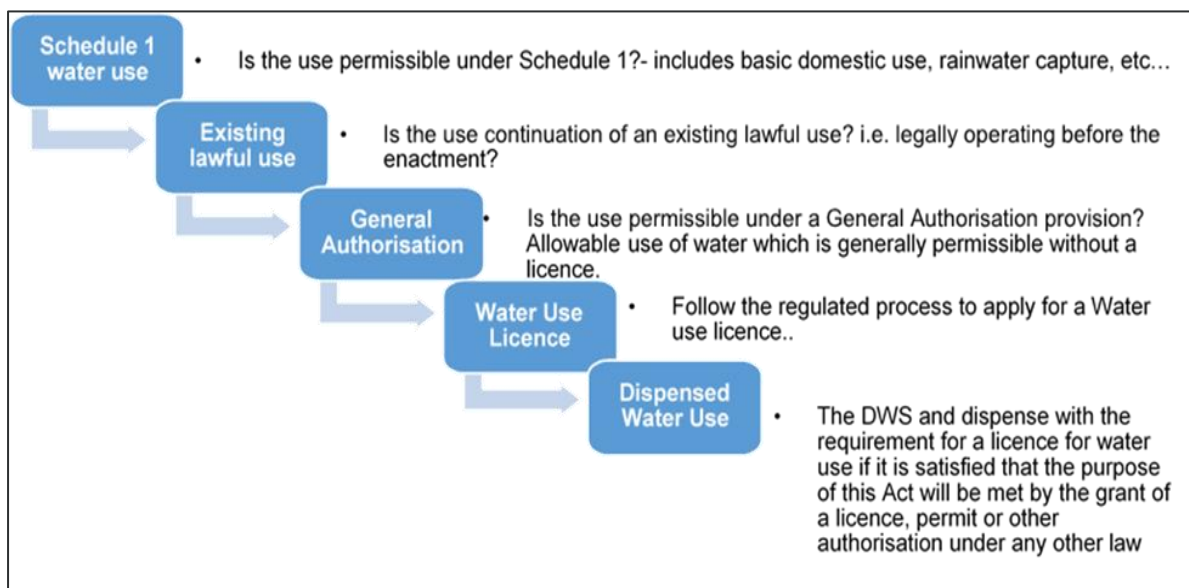 Schedule 1
water use
• Is the use permissible under Schedule 1?- includes basic domestic use, rainwater capture, etc…
Existing
lawful use
• Is the use continuation of an existing lawful use? i.e. legally operating before the
enactment?
General
Authorisation
• Is the use permissible under a General Authorisation provision?
Allowable use of water which is generally permissible without a
licence.
Water Use
Licence
• Follow the regulated process to apply for a Water
use licence..
Dispensed
Water Use
• The DWS and dispense with the
requirement for a licence for water
use if it is satisfied that the purpose
of this Act will be met by the grant of
a licence, permit or other
authorisation under any other law